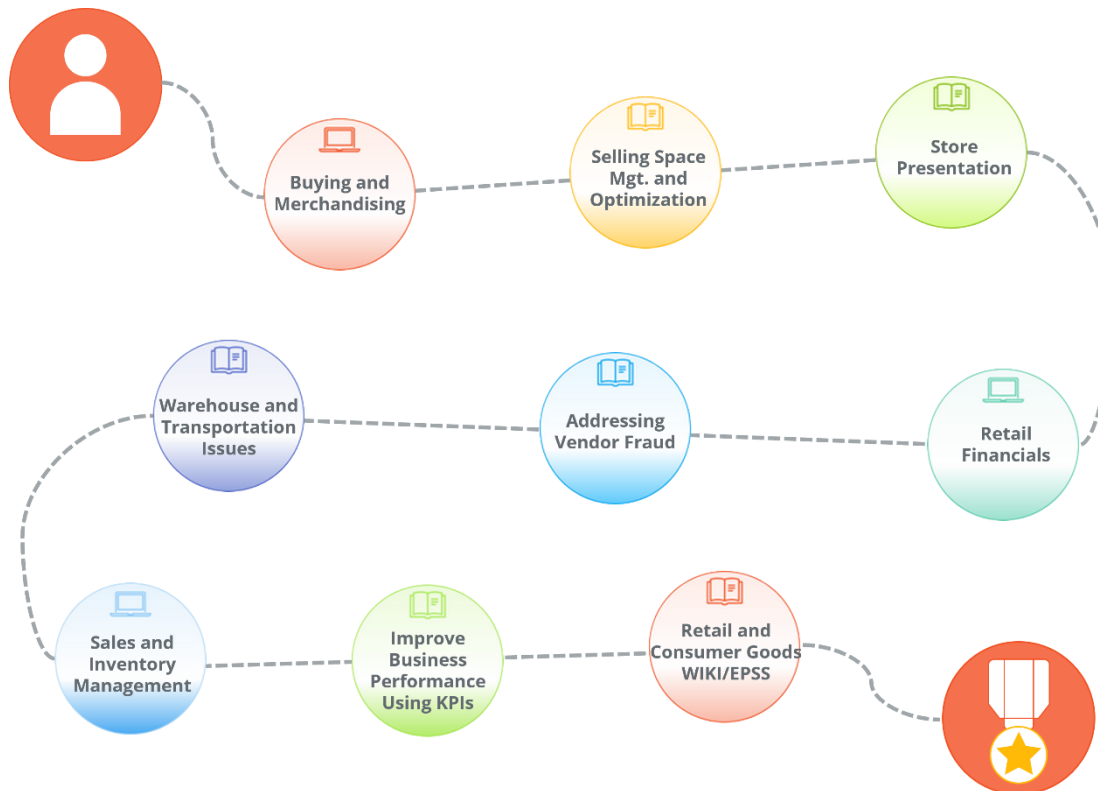 Buying and
Merchandising
Selling Space
Mgt. and
Optimization
Store
Presentation
Warehouse and
Transportation
Issues
Addressing
Vendor Fraud
Retail
Financials
Sales and
Inventory
Management
Improve
Business
Performance
Using KPIs
Retail and
Consumer Goods
WIKI/EPSS